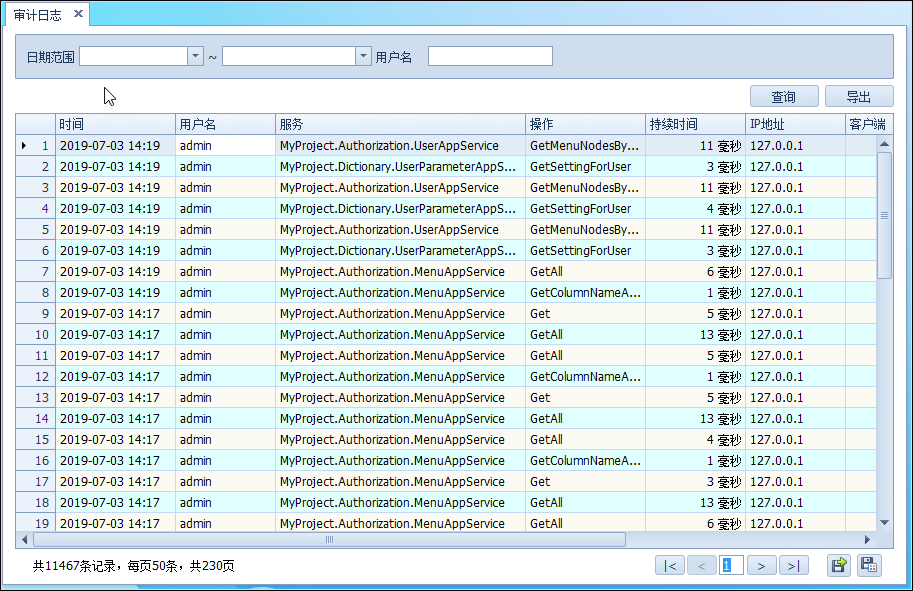 审计日志
日期范围 ~ 用户名
查询 导出
时间 用户名 服务 操作 持续时间 IP地址 客户端
1 2019-07-03 14:19 admin MyProject.Authorization.UserAppService GetMenuNodesBy... 11 毫秒 127.0.0.1
2 2019-07-03 14:19 admin MyProject.Dictionary.UserParameterAppS... GetSettingForUser 3 毫秒 127.0.0.1
3 2019-07-03 14:19 admin MyProject.Authorization.UserAppService GetMenuNodesBy... 11 毫秒 127.0.0.1
4 2019-07-03 14:19 admin MyProject.Dictionary.UserParameterAppS... GetSettingForUser 4 毫秒 127.0.0.1
5 2019-07-03 14:19 admin MyProject.Authorization.UserAppService GetMenuNodesBy... 11 毫秒 127.0.0.1
6 2019-07-03 14:19 admin MyProject.Dictionary.UserParameterAppS... GetSettingForUser 3 毫秒 127.0.0.1
7 2019-07-03 14:19 admin MyProject.Authorization.MenuAppService GetAll 6 毫秒 127.0.0.1
8 2019-07-03 14:19 admin MyProject.Authorization.MenuAppService GetColumnNameA... 1 毫秒 127.0.0.1
9 2019-07-03 14:17 admin MyProject.Authorization.MenuAppService Get 5 毫秒 127.0.0.1
10 2019-07-03 14:17 admin MyProject.Authorization.MenuAppService GetAll 13 毫秒 127.0.0.1
11 2019-07-03 14:17 admin MyProject.Authorization.MenuAppService GetAll 5 毫秒 127.0.0.1
12 2019-07-03 14:17 admin MyProject.Authorization.MenuAppService GetColumnNameA... 1 毫秒 127.0.0.1
13 2019-07-03 14:17 admin MyProject.Authorization.MenuAppService Get 5 毫秒 127.0.0.1
14 2019-07-03 14:17 admin MyProject.Authorization.MenuAppService GetAll 13 毫秒 127.0.0.1
15 2019-07-03 14:17 admin MyProject.Authorization.MenuAppService GetAll 4 毫秒 127.0.0.1
16 2019-07-03 14:17 admin MyProject.Authorization.MenuAppService GetColumnNameA... 1 毫秒 127.0.0.1
17 2019-07-03 14:17 admin MyProject.Authorization.MenuAppService Get 3 毫秒 127.0.0.1
18 2019-07-03 14:17 admin MyProject.Authorization.MenuAppService GetAll 13 毫秒 127.0.0.1
19 2019-07-03 14:17 admin MyProject.Authorization.MenuAppService GetAll 6 毫秒 127.0.0.1
共11467条记录，每页50条，共230页 |< < 1 > >|